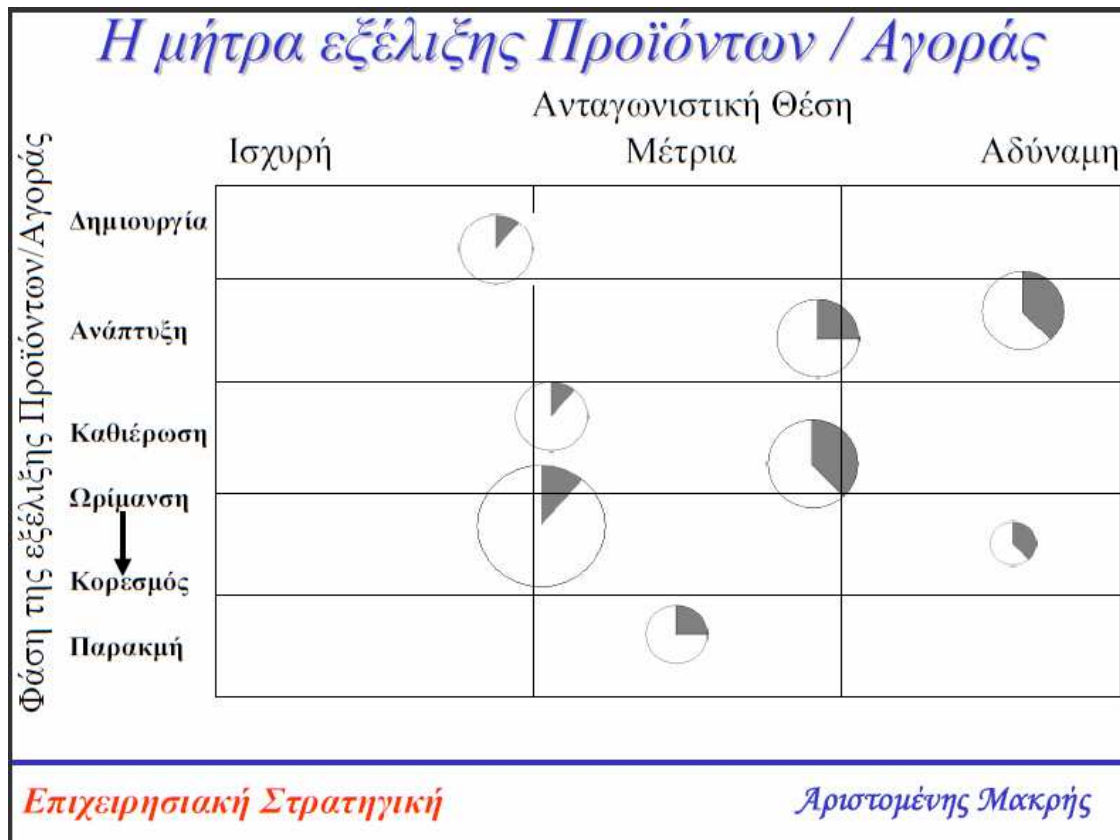 Η μήτρα εξέλιξης Προϊόντων / Αγοράς
Ανταγωνιστική Θέση
Ισχυρή Μέτρια Αδύναμη
Φάση της εξέλιξης Προϊόντων/Αγοράς
Δημιουργία
Ανάπτυξη
Καθιέρωση
Ωρίμανση
Κορεσμός
Παρακμή
Επιχειρησιακή Στρατηγική
Αριστομένης Μακρής